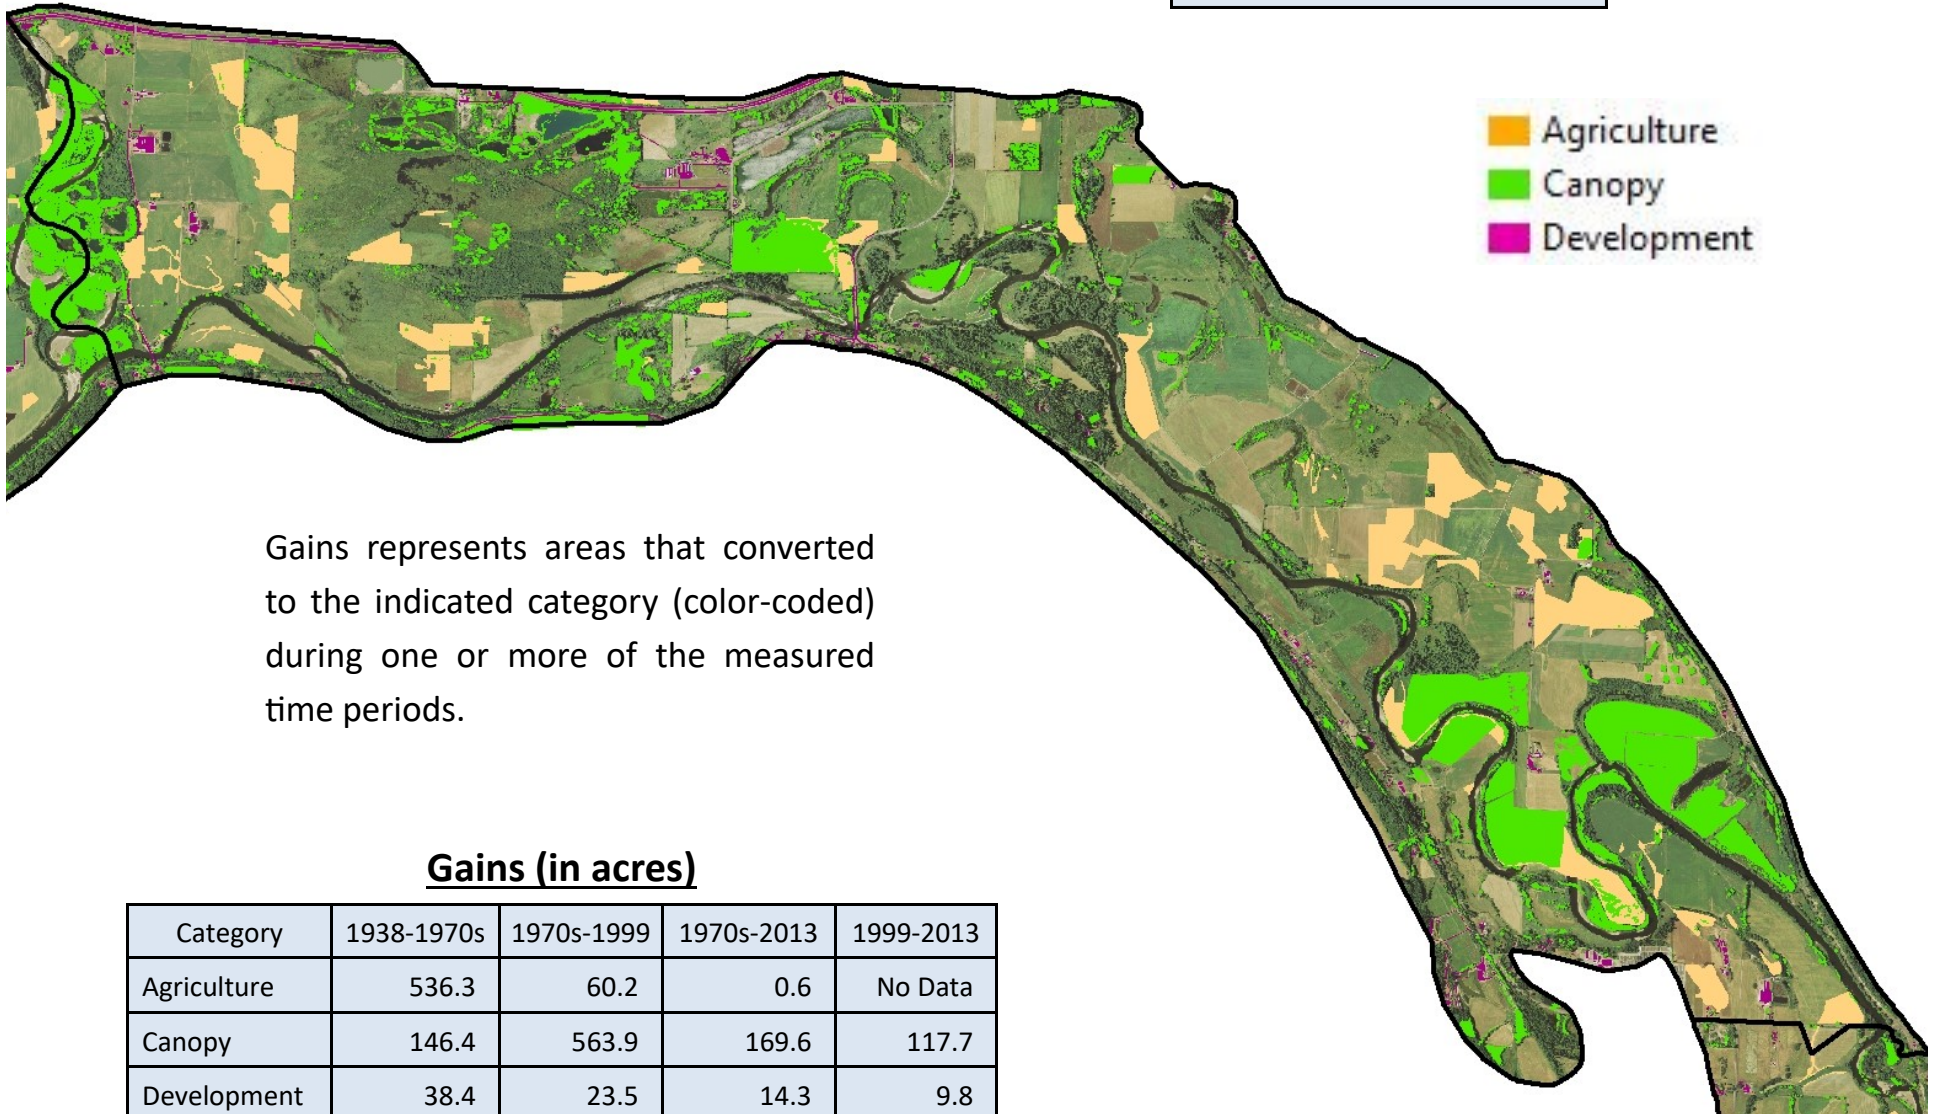 Agriculture
Canopy
Development
Gains represents areas that converted
to the indicated category (color-coded)
during one or more of the measured
time periods.
Gains (in acres)
Category 1938-1970s 1970s-1999 1970s-2013 1999-2013
Agriculture 536.3 60.2 0.6 No Data
Canopy 146.4 563.9 169.6 117.7
Development 38.4 23.5 14.3 9.8